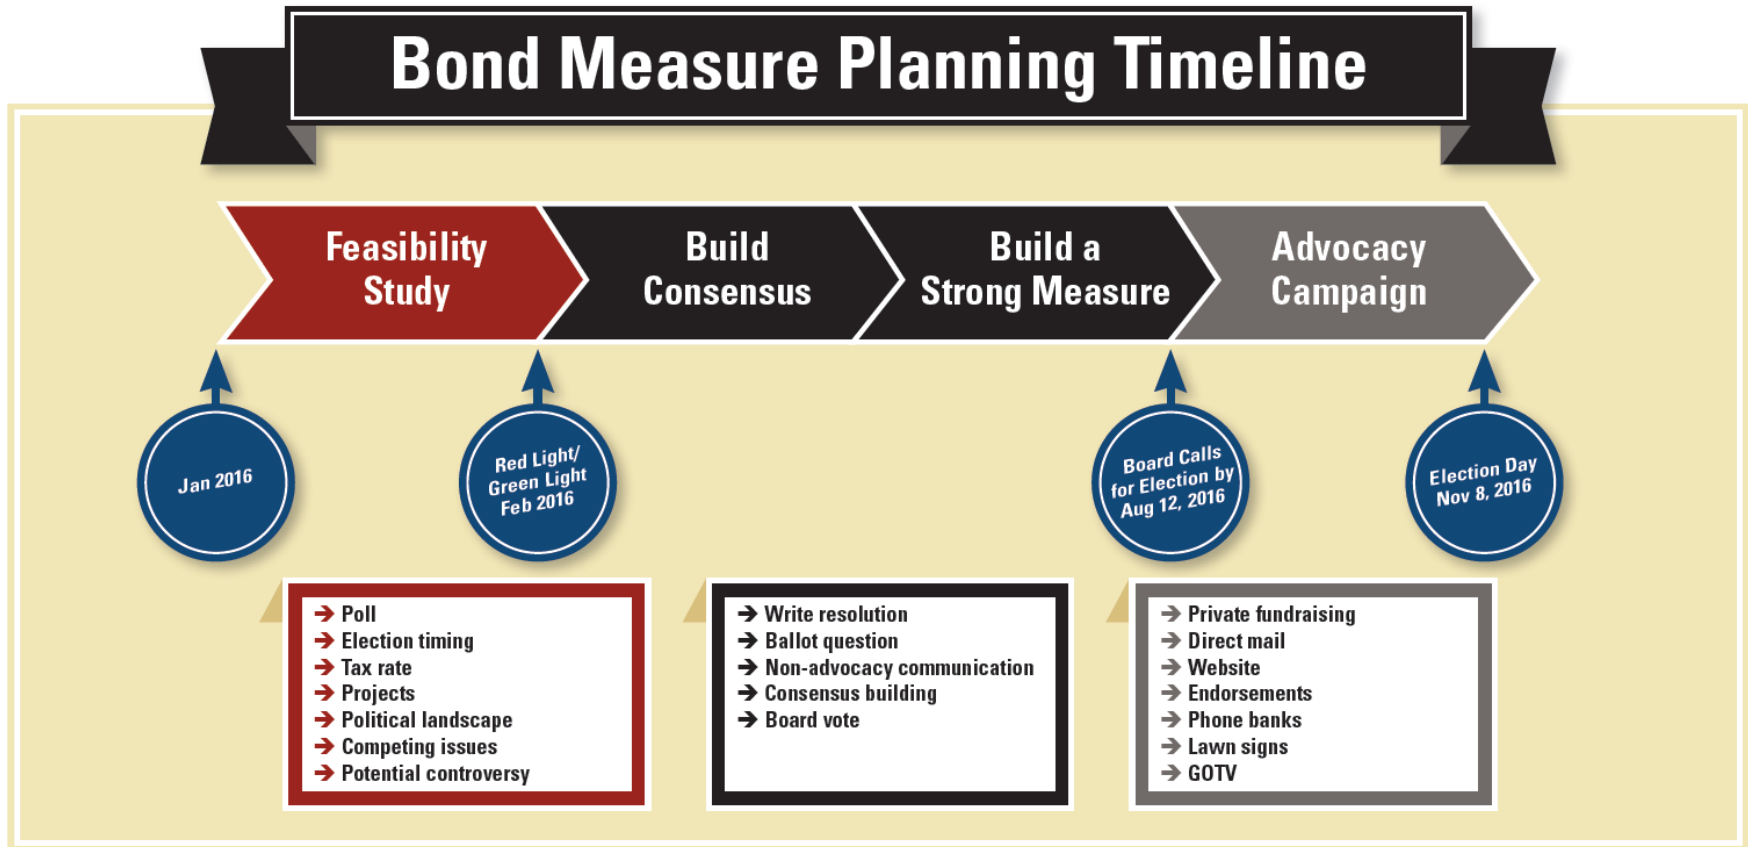 Bond Measure Planning Timeline
Feasibility
Study
Build
Consensus
Build a
Strong Measure
Advocacy
Campaign
Jan 2016
Red Light/
Green Light
Feb 2016
Board Calls
for Election by
Aug 12, 2016
Election Day
Nov 8, 2016
➔ Poll
➔ Election timing
➔ Tax rate
➔ Projects
➔ Political landscape
➔ Competing issues
➔ Potential controversy
➔ Write resolution
➔ Ballot question
➔ Non-advocacy communication
➔ Consensus building
➔ Board vote
➔ Private fundraising
➔ Direct mail
➔ Website
➔ Endorsements
➔ Phone banks
➔ Lawn signs
➔ GOTV